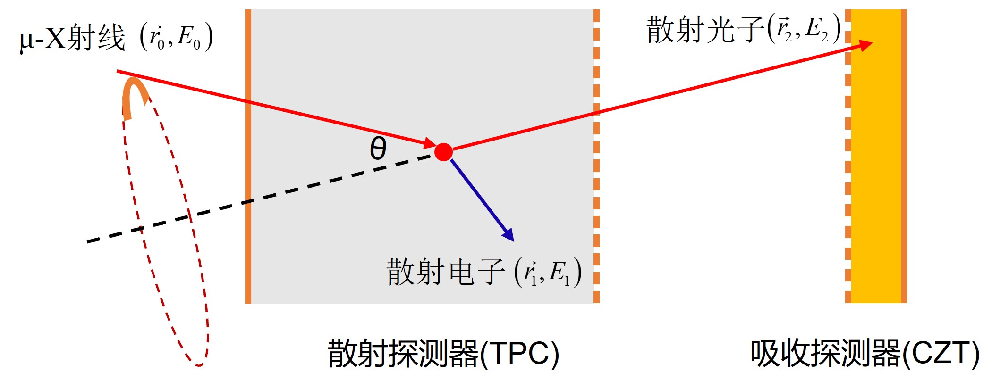 μ-X射线 (r⃗₀, E₀)
散射光子(r⃗₂, E₂)
θ
散射电子 (r⃗₁, E₁)
散射探测器(TPC)
吸收探测器(CZT)